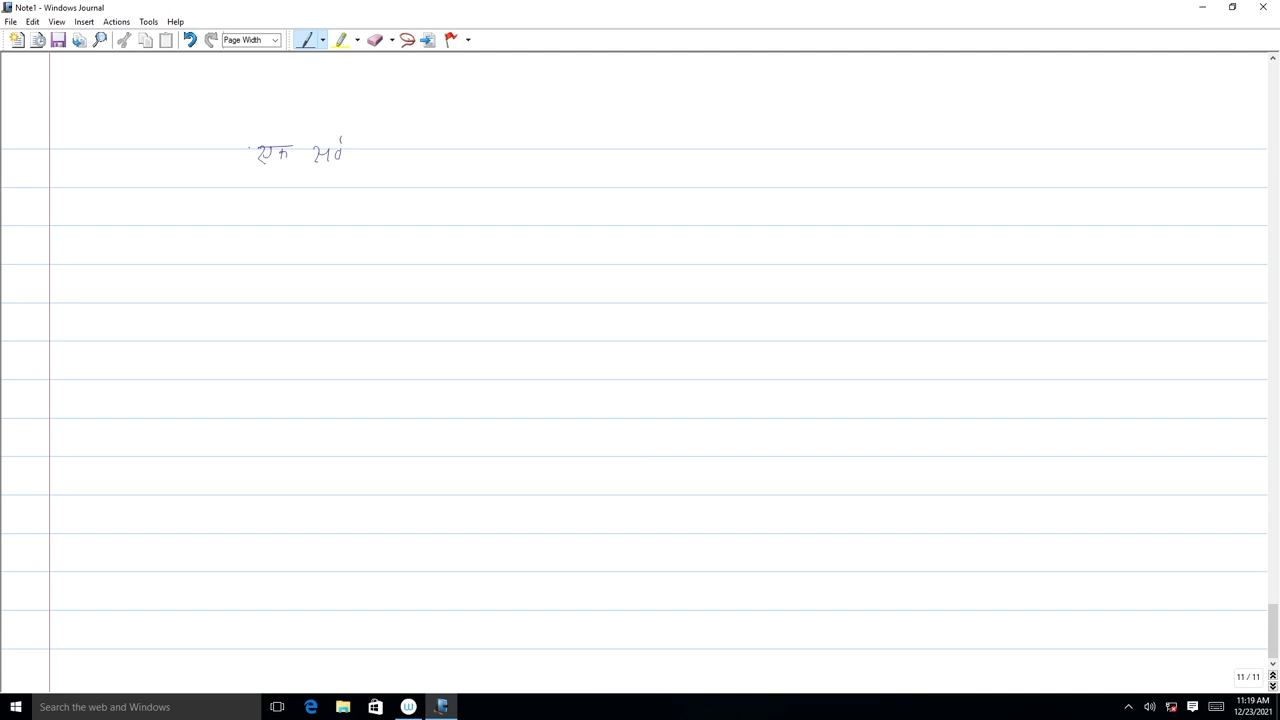 Note1 - Windows Journal
File Edit View Insert Actions Tools Help
Page Width
एक
11 / 11
Search the web and Windows
11:19 AM
12/23/2021